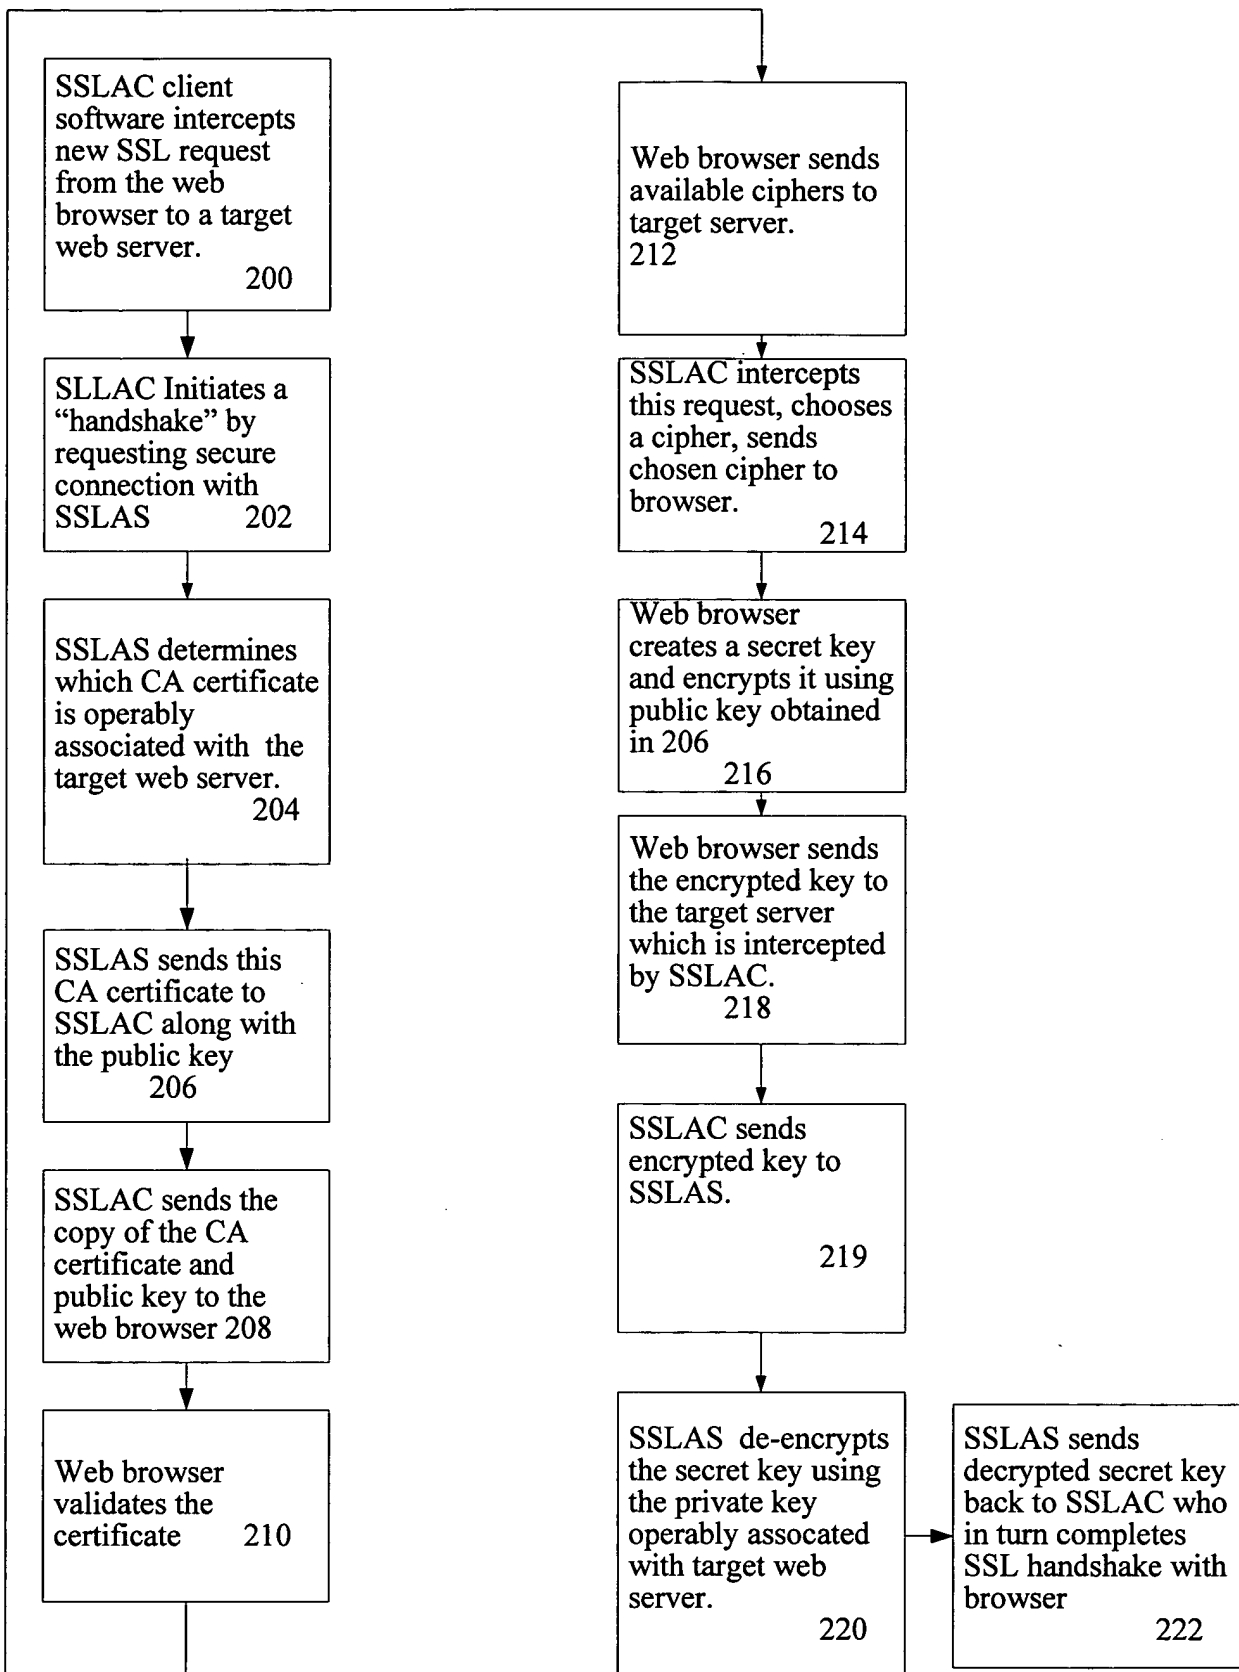 SSLAC client
software intercepts
new SSL request
from the web
browser to a target
web server.
200
SLLAC Initiates a
“handshake” by
requesting secure
connection with
SSLAS 202
SSLAS determines
which CA certificate
is operably
associated with the
target web server.
204
SSLAS sends this
CA certificate to
SSLAC along with
the public key
206
SSLAC sends the
copy of the CA
certificate and
public key to the
web browser 208
Web browser
validates the
certificate 210
Web browser sends
available ciphers to
target server.
212
SSLAC intercepts
this request, chooses
a cipher, sends
chosen cipher to
browser.
214
Web browser
creates a secret key
and encrypts it using
public key obtained
in 206
216
Web browser sends
the encrypted key to
the target server
which is intercepted
by SSLAC.
218
SSLAC sends
encrypted key to
SSLAS.
219
SSLAS de-encrypts
the secret key using
the private key
operably assocated
with target web
server.
220
SSLAS sends
decrypted secret key
back to SSLAC who
in turn completes
SSL handshake with
browser
222